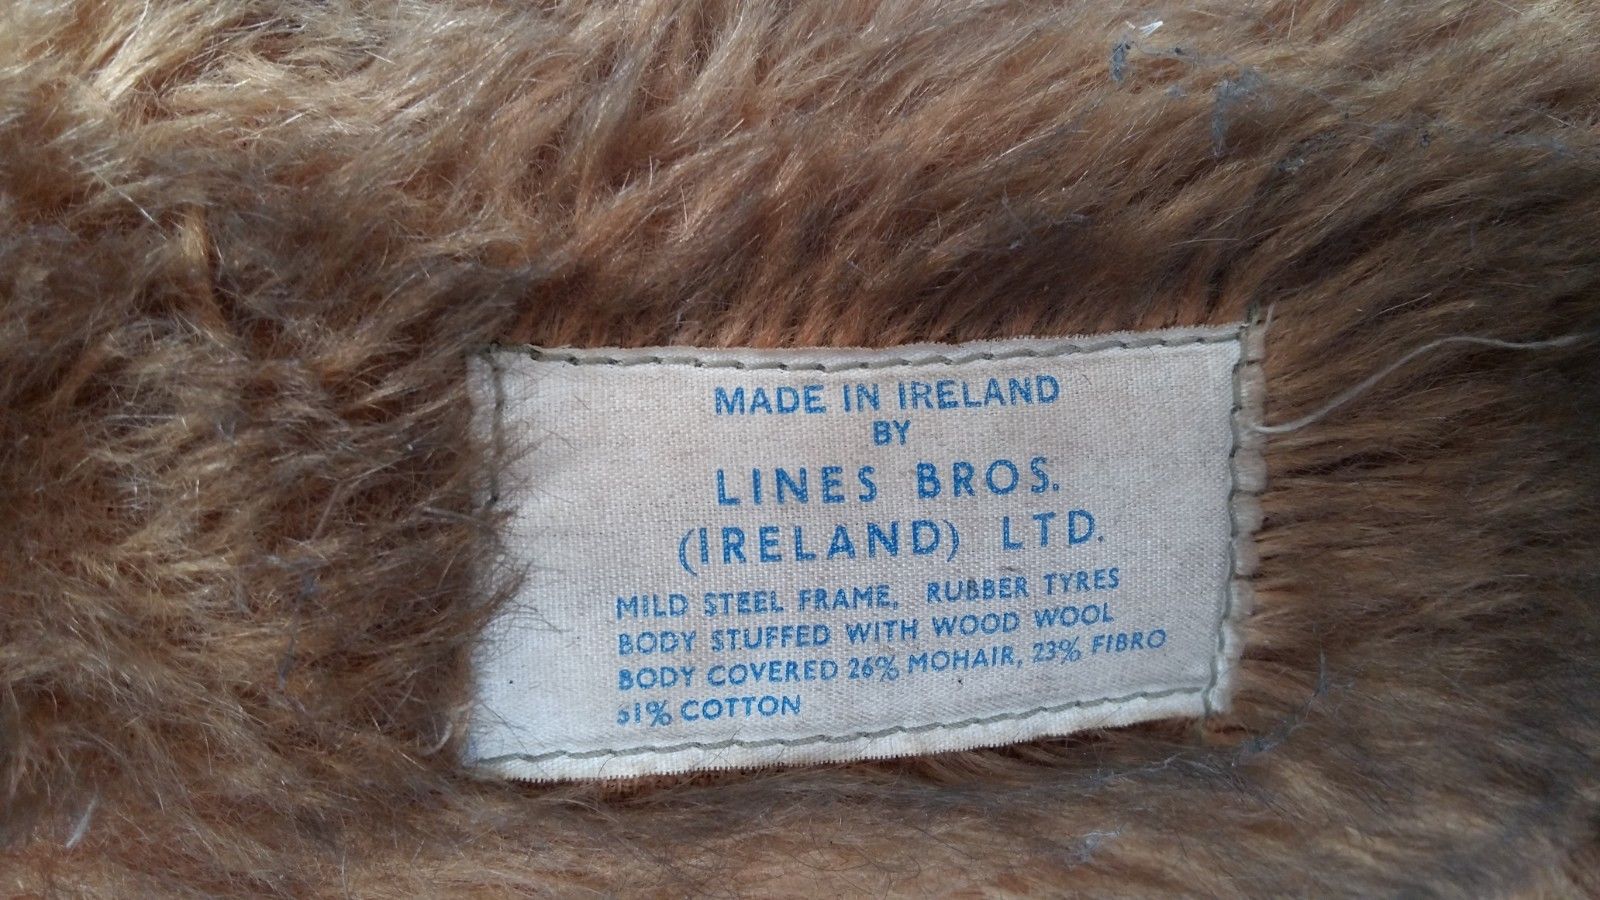 MADE IN IRELAND
BY
LINES BROS.
(IRELAND) LTD.
MILD STEEL FRAME, RUBBER TYRES
BODY STUFFED WITH WOOD WOOL
BODY COVERED 26% MOHAIR, 23% FIBRO
51% COTTON